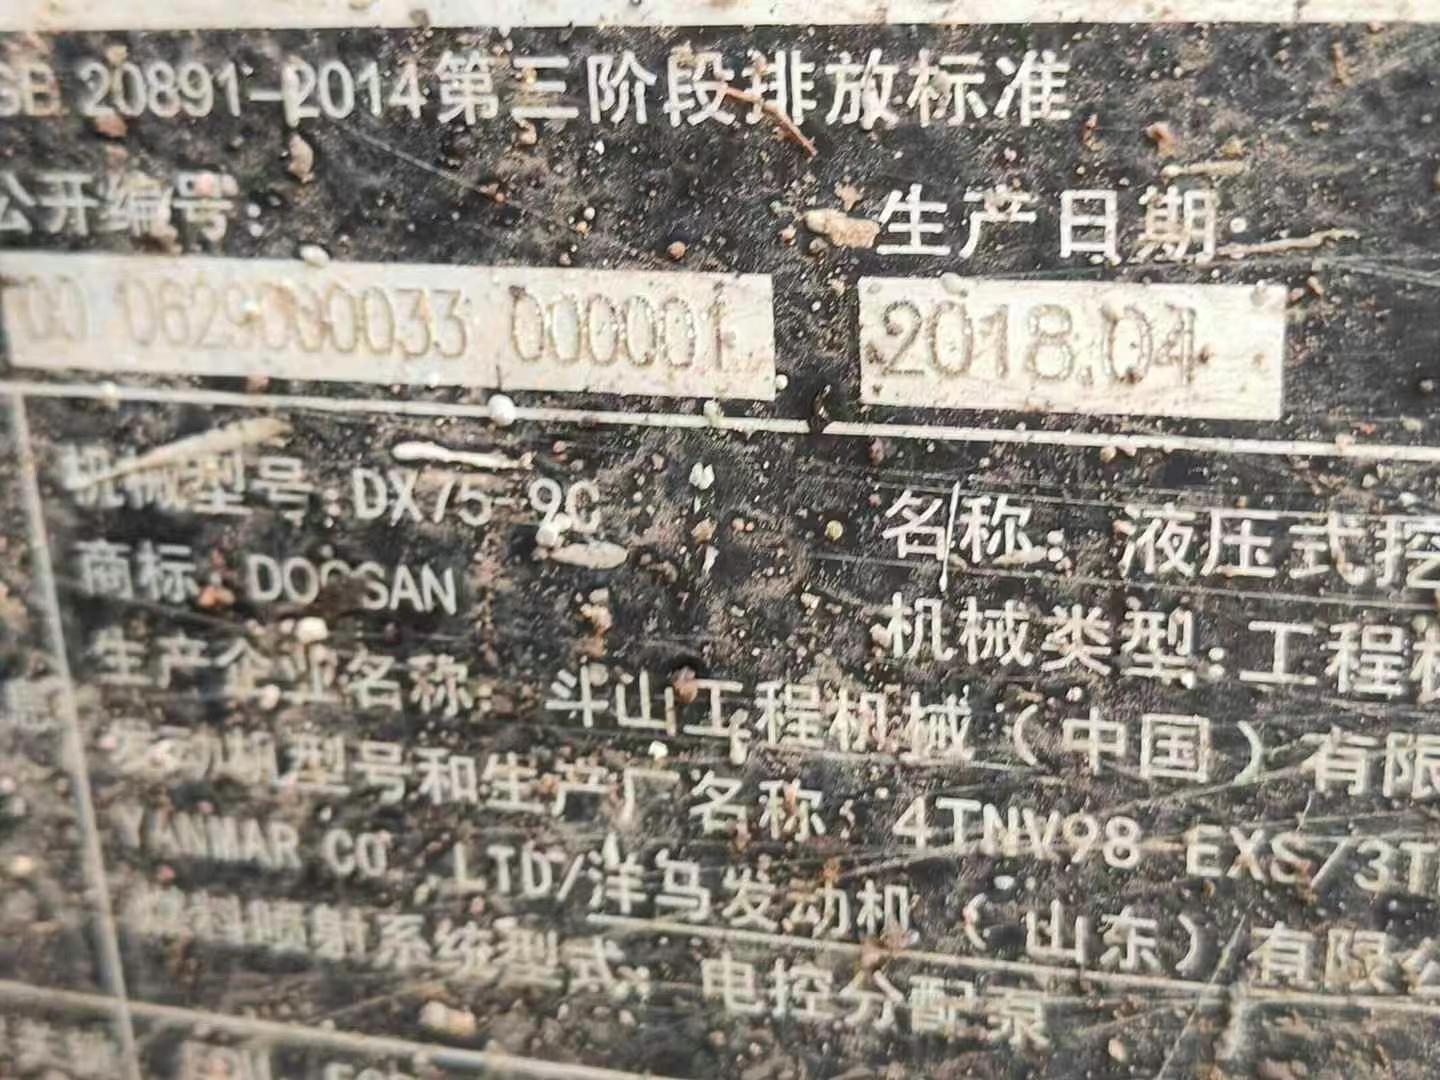 20891-2014第三阶段排放标准
公开编号: 生产日期
00 0629000033 000001 2018.04
机械型号:DX75-9C 名称:液压式挖
商标:DOOSAN 机械类型:工程
生产企业名称: 斗山工程机械(中国)有限
发动机型号和生产厂名称: 4TNV98 EXS/3T
YANMAR CO LTD/洋马发动机(山东)有限公
燃料喷射系统型式: 电控分配泵